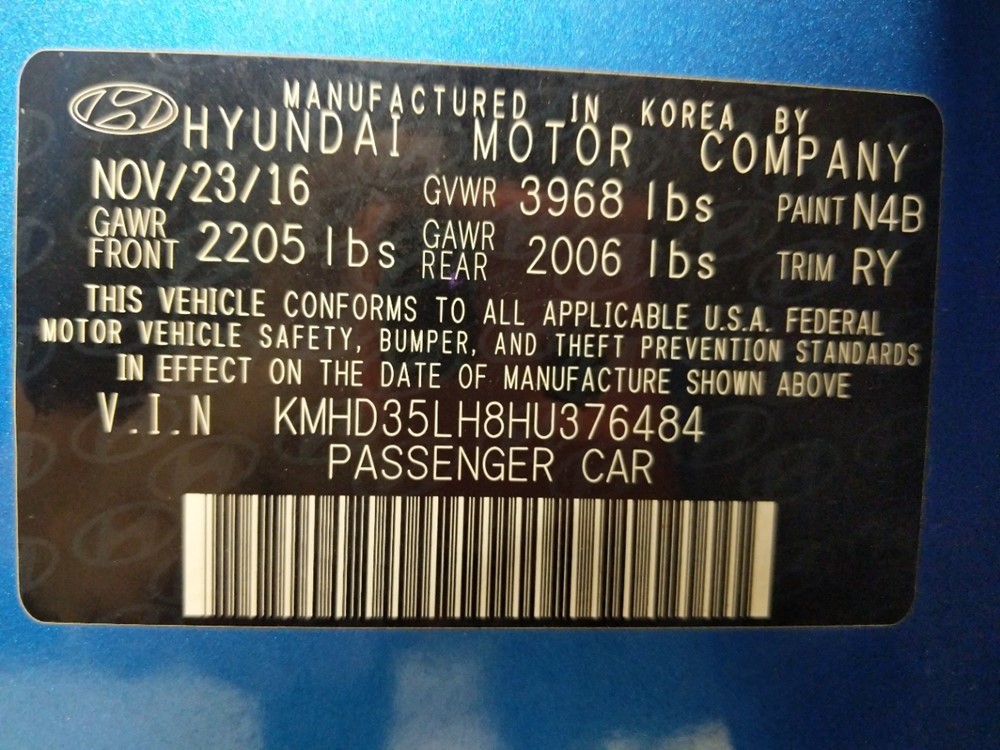 MANUFACTURED IN KOREA BY
HYUNDAI MOTOR COMPANY
NOV/23/16 GVWR 3968 lbs PAINT N4B
GAWR FRONT 2205 lbs GAWR REAR 2006 lbs TRIM RY
THIS VEHICLE CONFORMS TO ALL APPLICABLE U.S.A. FEDERAL
MOTOR VEHICLE SAFETY, BUMPER, AND THEFT PREVENTION STANDARDS
IN EFFECT ON THE DATE OF MANUFACTURE SHOWN ABOVE
V.I.N KMHD35LH8HU376484
PASSENGER CAR